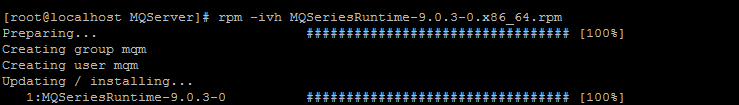 [root@localhost MQServer]# rpm -ivh MQSeriesRuntime-9.0.3-0.x86_64.rpm
Preparing...                          ################################# [100%]
Creating group mqm
Creating user mqm
Updating / installing...
   1:MQSeriesRuntime-9.0.3-0          ################################# [100%]